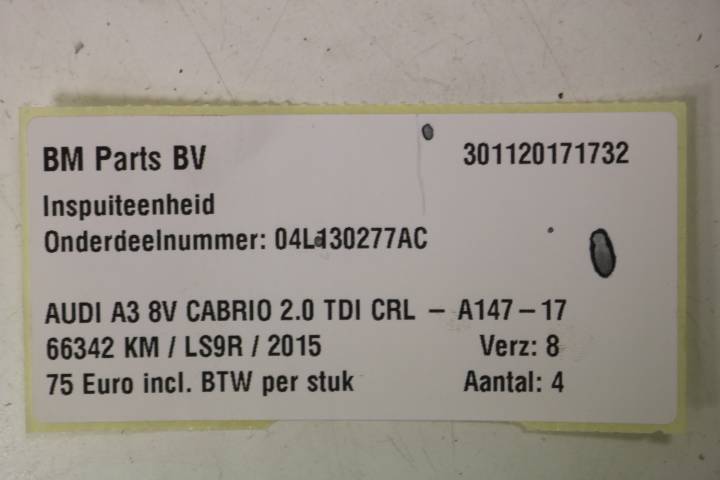 BM Parts BV 301120171732
Inspuiteenheid
Onderdeelnummer: 04L130277AC
AUDI A3 8V CABRIO 2.0 TDI CRL – A147 – 17
66342 KM / LS9R / 2015 Verz: 8
75 Euro incl. BTW per stuk Aantal: 4